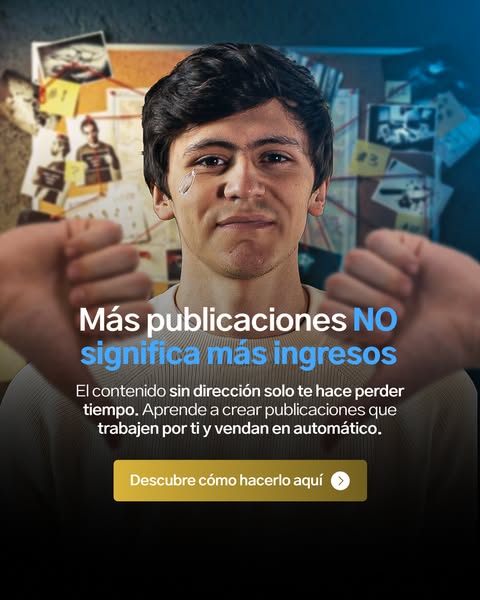 Más publicaciones NO
significa más ingresos
El contenido sin dirección solo te hace perder
tiempo. Aprende a crear publicaciones que
trabajen por ti y vendan en automático.
Descubre cómo hacerlo aquí